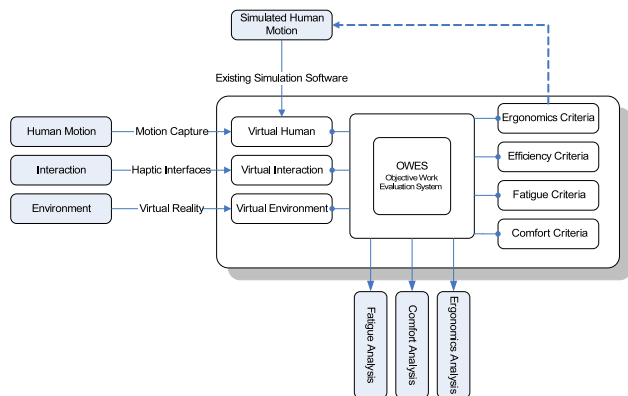 Simulated Human
Motion
Existing Simulation Software
Human Motion
Motion Capture
Virtual Human
Interaction
Haptic Interfaces
Virtual Interaction
Environment
Virtual Reality
Virtual Environment
OWES
Objective Work
Evaluation System
Ergonomics Criteria
Efficiency Criteria
Fatigue Criteria
Comfort Criteria
Fatigue Analysis
Comfort Analysis
Ergonomics Analysis